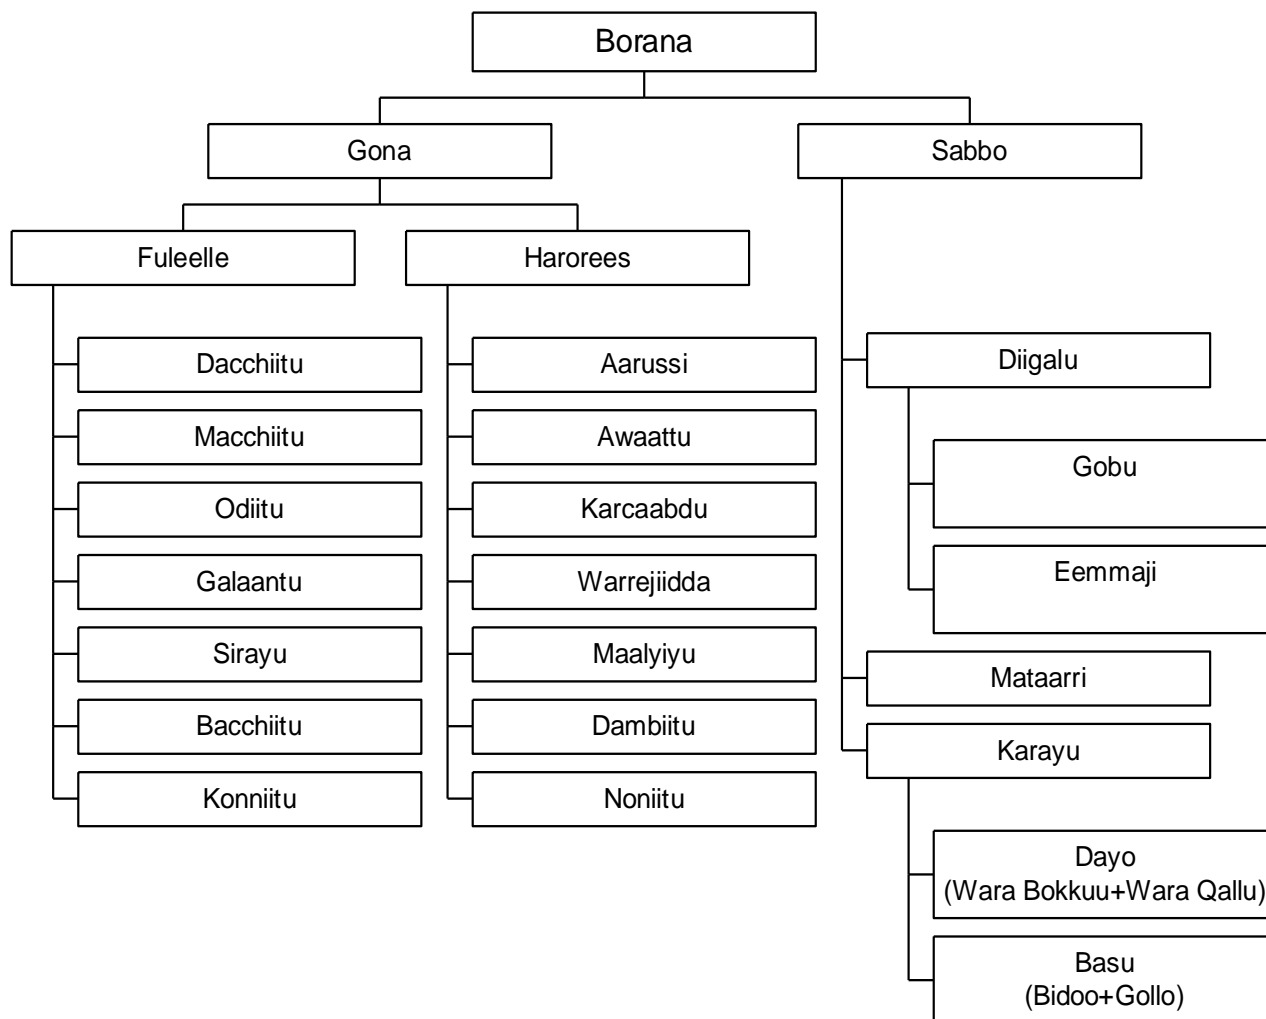 Borana
Gona
Sabbo
Fuleelle
Harorees
Dacchiitu
Macchiitu
Odiitu
Galaantu
Sirayu
Bacchiitu
Konniitu
Aarussi
Awaattu
Karcaabdu
Warrejiidda
Maalyiyu
Dambiitu
Noniitu
Diigalu
Gobu
Eemmaji
Mataarri
Karayu
Dayo
(Wara Bokkuu+Wara Qallu)
Basu
(Bidoo+Gollo)